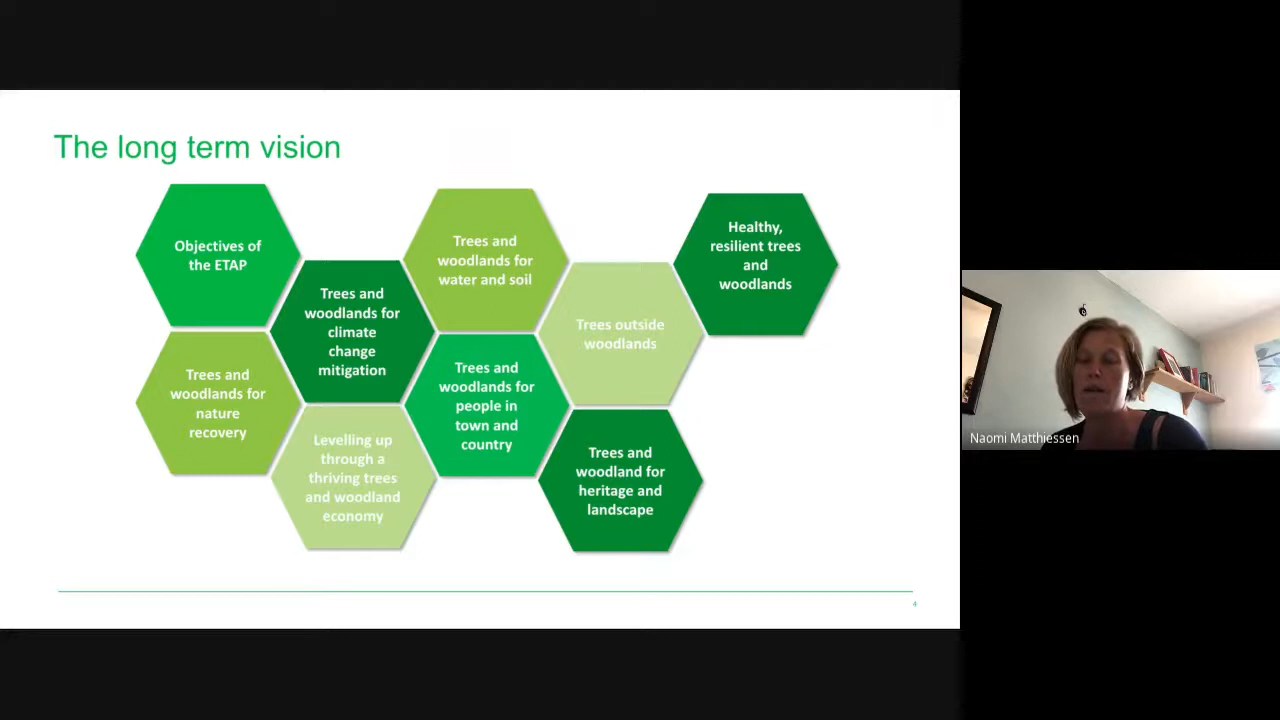 The long term vision
Objectives of
the ETAP
Trees and
woodlands for
climate
change
mitigation
Trees and
woodlands for
water and soil
Trees outside
woodlands
Healthy,
resilient trees
and
woodlands
Trees and
woodlands for
nature
recovery
Levelling up
through a
thriving trees
and woodland
economy
Trees and
woodlands for
people in
town and
country
Trees and
woodland for
heritage and
landscape
4
Naomi Matthiessen